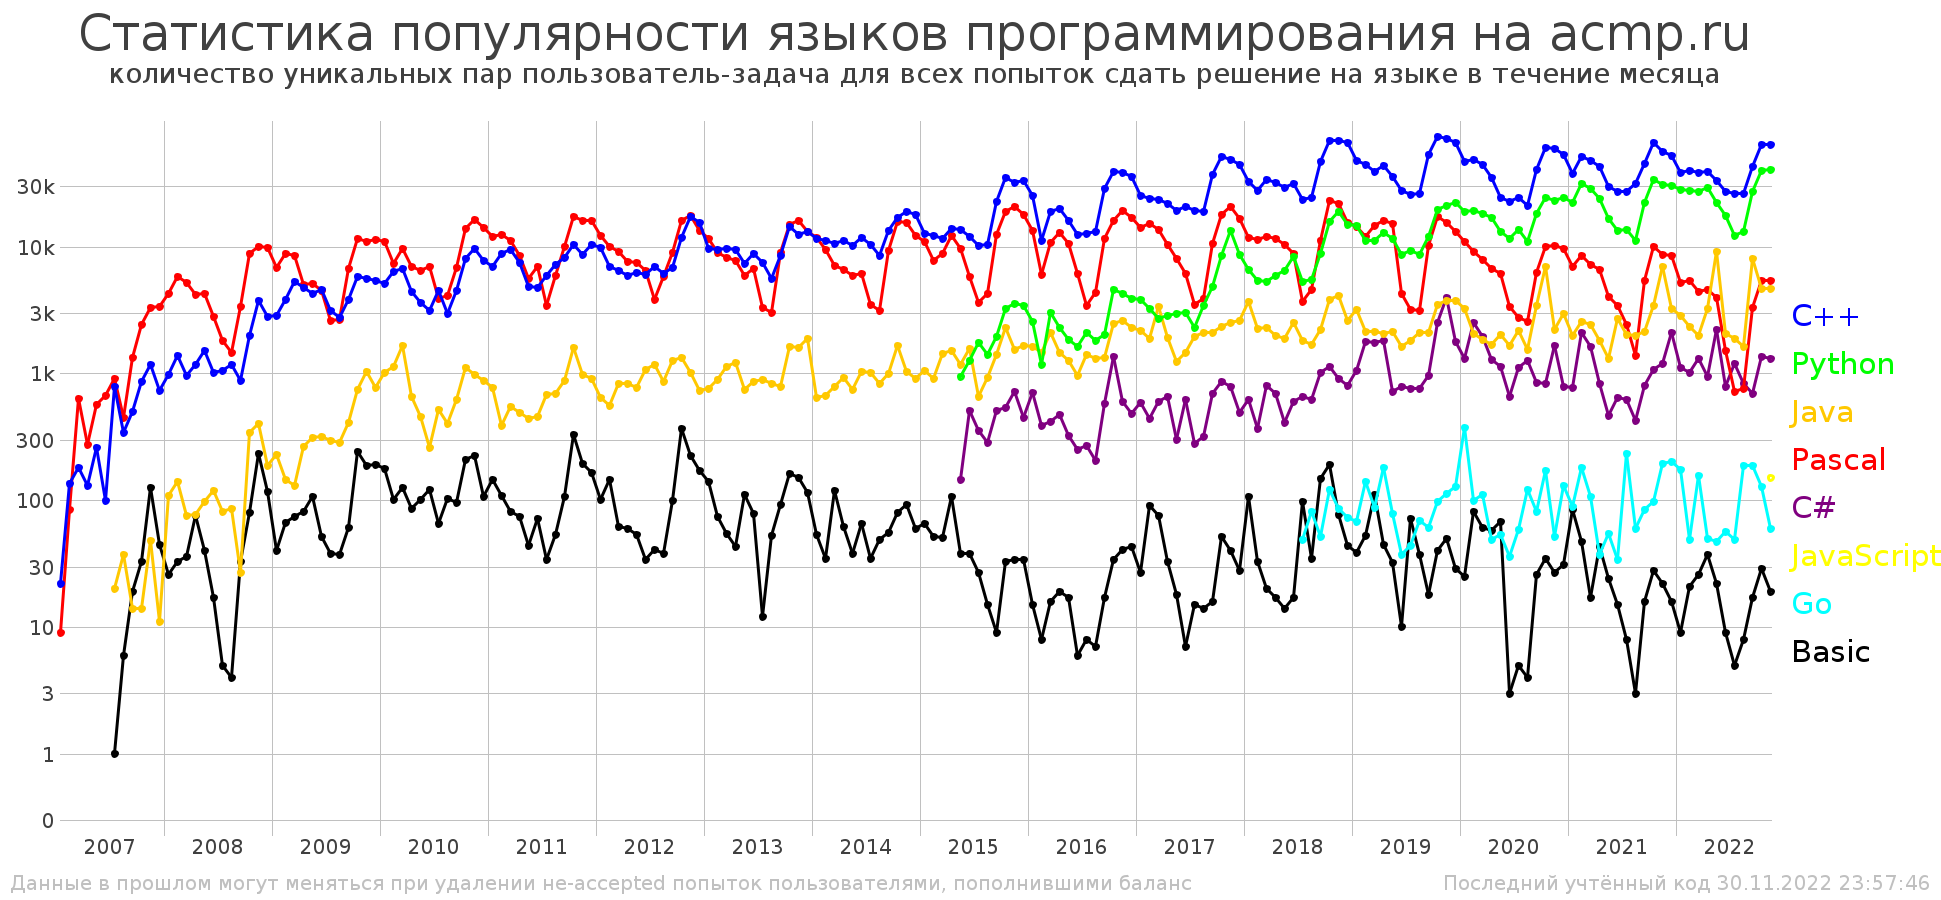 Статистика популярности языков программирования на acmp.ru
количество уникальных пар пользователь-задача для всех попыток сдать решение на языке в течение месяца
30k
10k
3k
1k
300
100
30
10
3
1
0
C++
Python
Java
Pascal
C#
JavaScript
Go
Basic
2007 2008 2009 2010 2011 2012 2013 2014 2015 2016 2017 2018 2019 2020 2021 2022
Данные в прошлом могут меняться при удалении не-accepted попыток пользователями, пополнившими баланс
Последний учтённый код 30.11.2022 23:57:46